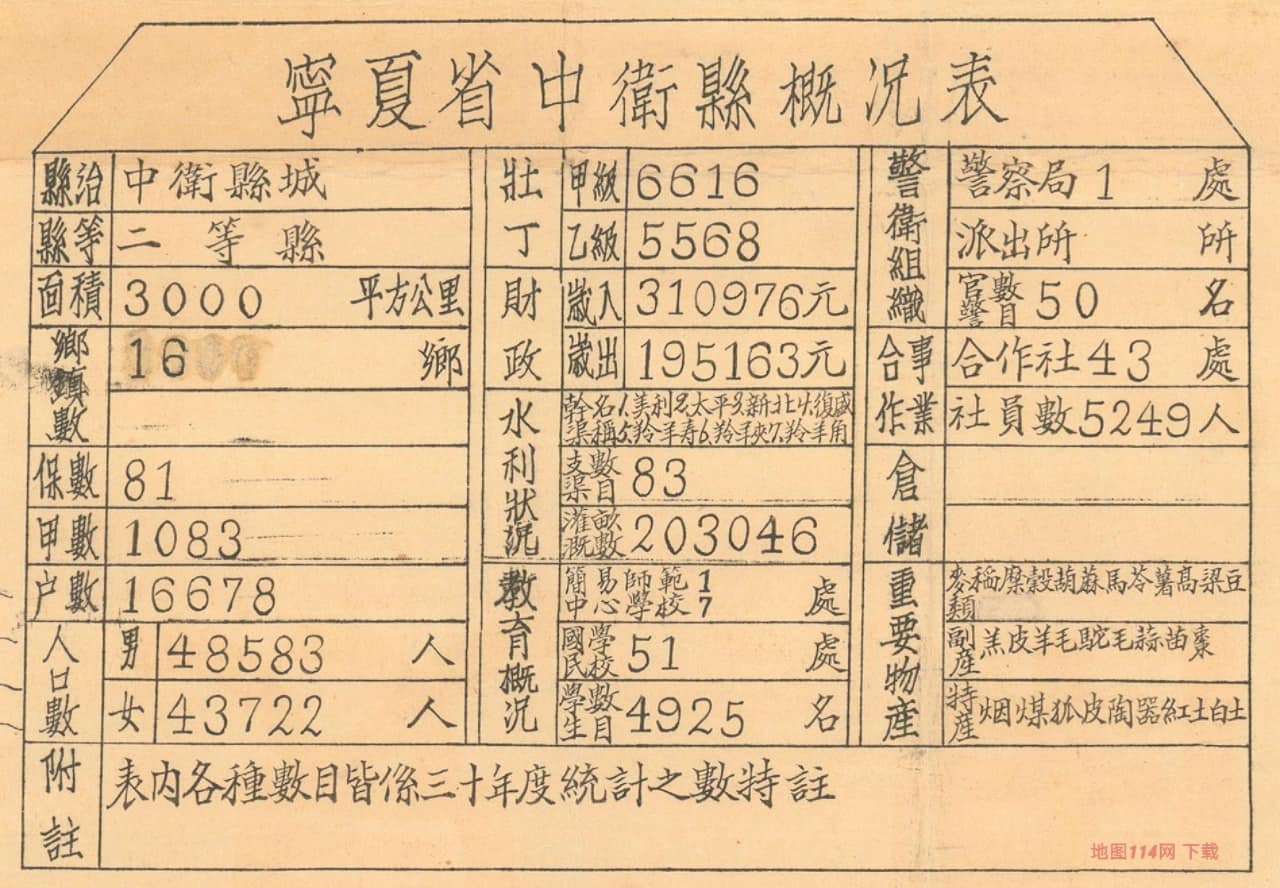 寧夏省中衛縣概況表
縣治 中衛縣城
縣等 二等縣
面積 3000 平方公里
鄉鎮數 16 鄉
保數 81
甲數 1083
户數 16678
人口數 男 48583 人
女 43722 人
壯丁 甲級 6616
乙級 5568
財政 歲入 310976元
歲出 195163元
水利狀況 幹渠名稱 1.美利2.太平3.新北4.復盛
5.羚羊寿6.羚羊夾7.羚羊角
支渠數目 83
灌溉畝數 203046
教育概況 簡易師範 1
中心學校 7 處
國民學校 51 處
學生數目 4925 名
警衛組織 警察局 1 處
派出所 所
官警數目 50 名
合作事業 合作社 43 處
社員數 5249人
倉儲
重要物産 麥稻糜穀葫蔴馬苓薯高梁豆
類
副産 羔皮羊毛駝毛蒜苗棗
特産 烟煤狐皮陶器紅土白土
附註 表内各種數目皆係三十年度統計之數特註
地图114网 下载